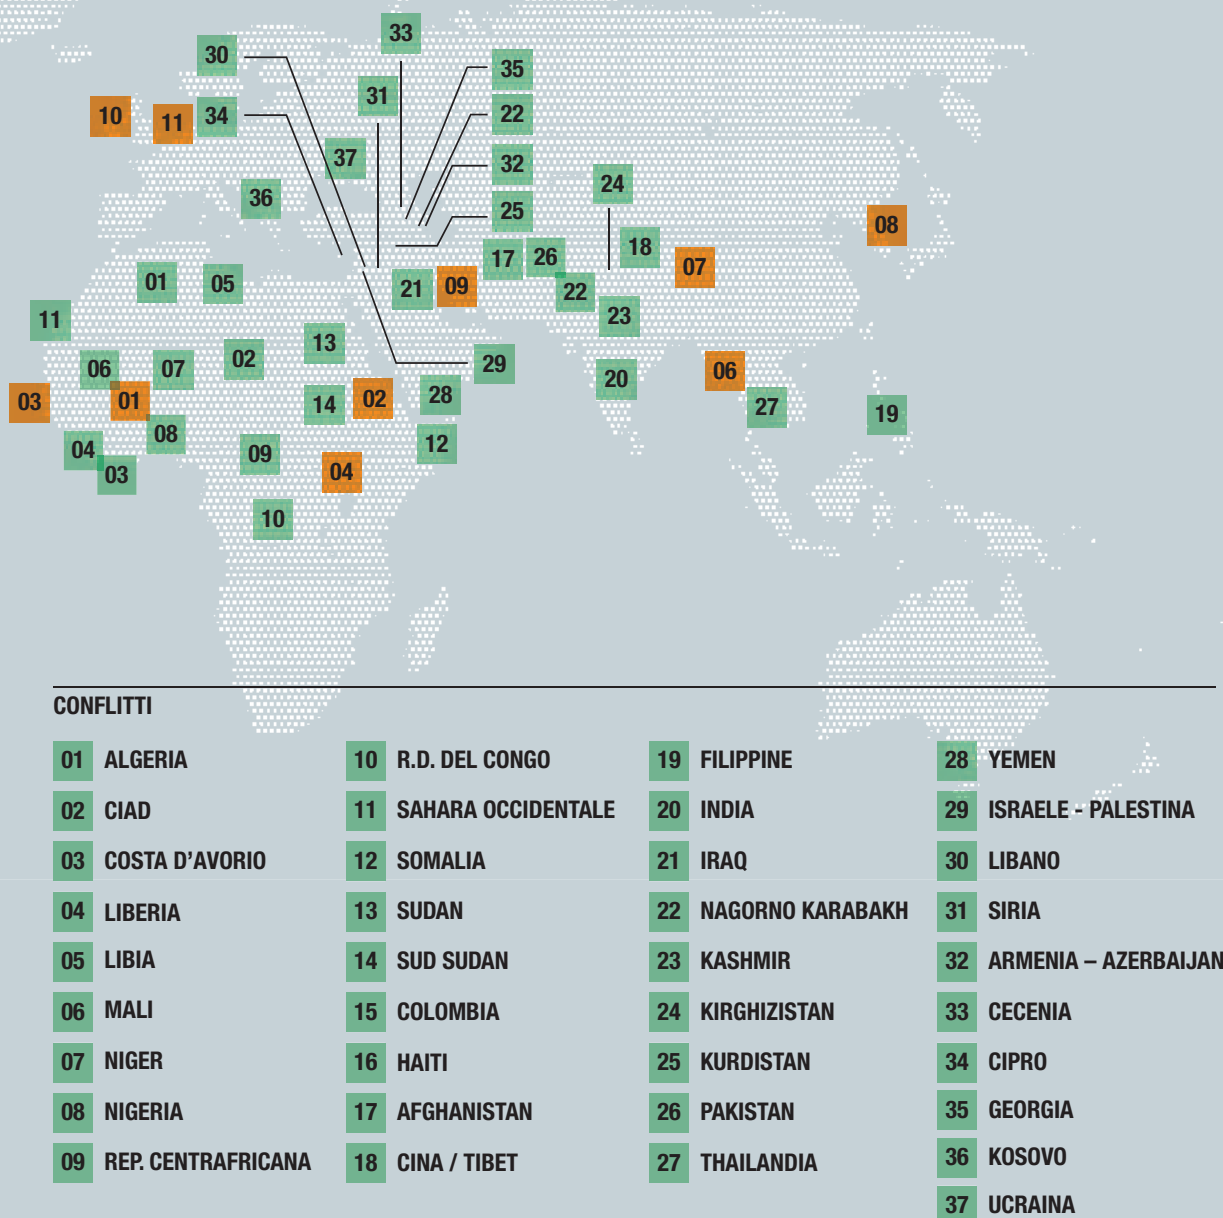 33
30
35
31
10
11
34
22
37
32
24
36
25
08
18
17
26
07
01
05
21
09
22
11
23
13
02
29
06
07
06
20
28
03
01
14
02
27
19
08
12
04
09
03
04
10
CONFLITTI
01 ALGERIA
02 CIAD
03 COSTA D'AVORIO
04 LIBERIA
05 LIBIA
06 MALI
07 NIGER
08 NIGERIA
09 REP. CENTRAFRICANA
10 R.D. DEL CONGO
11 SAHARA OCCIDENTALE
12 SOMALIA
13 SUDAN
14 SUD SUDAN
15 COLOMBIA
16 HAITI
17 AFGHANISTAN
18 CINA / TIBET
19 FILIPPINE
20 INDIA
21 IRAQ
22 NAGORNO KARABAKH
23 KASHMIR
24 KIRGHIZISTAN
25 KURDISTAN
26 PAKISTAN
27 THAILANDIA
28 YEMEN
29 ISRAELE - PALESTINA
30 LIBANO
31 SIRIA
32 ARMENIA – AZERBAIJAN
33 CECENIA
34 CIPRO
35 GEORGIA
36 KOSOVO
37 UCRAINA